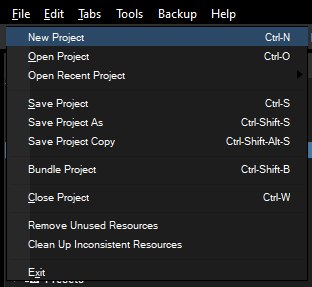 File Edit Tabs Tools Backup Help
New Project Ctrl-N
Open Project Ctrl-O
Open Recent Project
Save Project Ctrl-S
Save Project As Ctrl-Shift-S
Save Project Copy Ctrl-Shift-Alt-S
Bundle Project Ctrl-Shift-B
Close Project Ctrl-W
Remove Unused Resources
Clean Up Inconsistent Resources
Exit
Presets